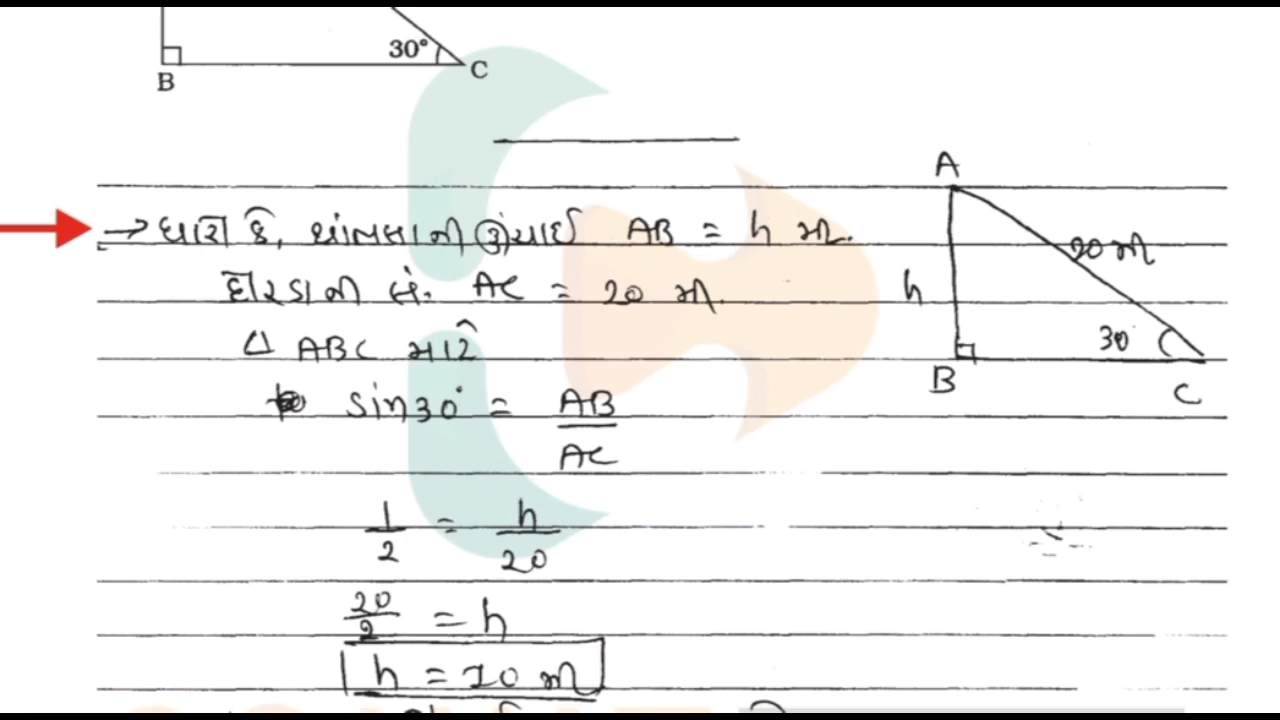 30°
B
C
→ ધારો કે, થાંભલાની ઊંચાઈ AB = h મી.
દોરડાની લં. AC = 20 મી.
Δ ABC માટે
sin30° = AB
AC
1 = h
2 20
20 = h
2
h = 10 m
A
20 મી
h
30
B
C